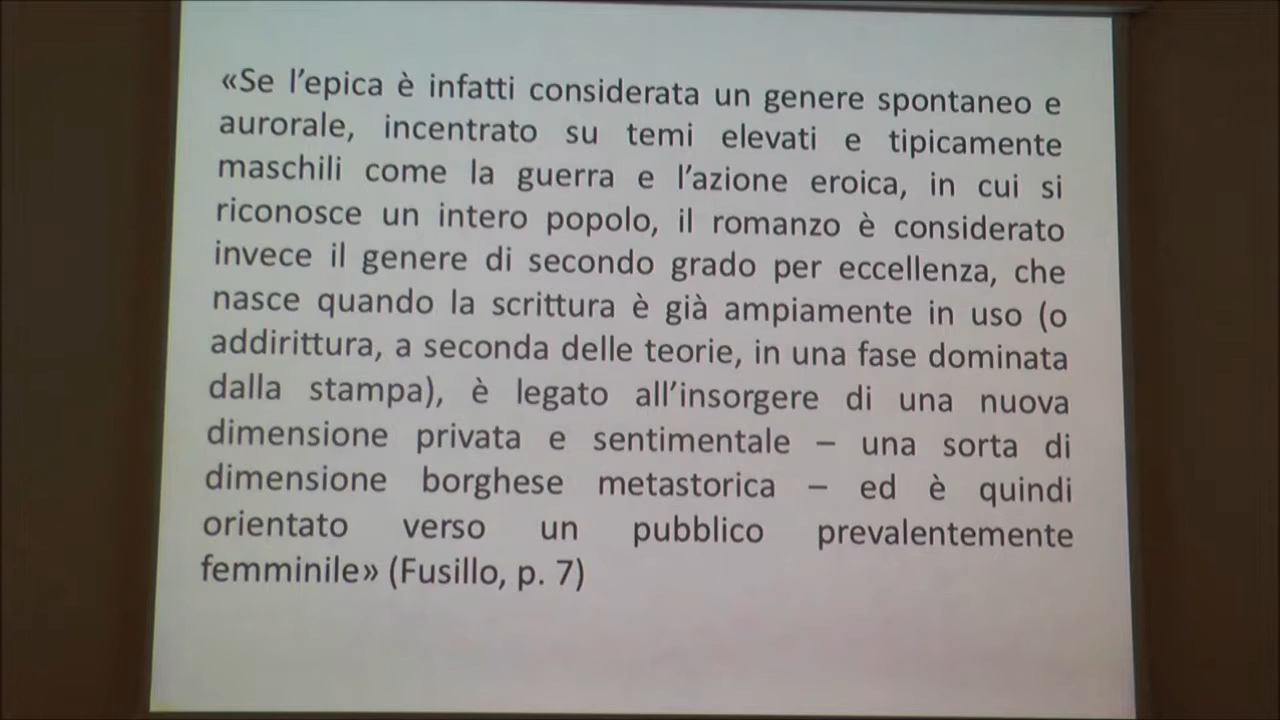 «Se l’epica è infatti considerata un genere spontaneo e
aurorale, incentrato su temi elevati e tipicamente
maschili come la guerra e l’azione eroica, in cui si
riconosce un intero popolo, il romanzo è considerato
invece il genere di secondo grado per eccellenza, che
nasce quando la scrittura è già ampiamente in uso (o
addirittura, a seconda delle teorie, in una fase dominata
dalla stampa), è legato all’insorgere di una nuova
dimensione privata e sentimentale – una sorta di
dimensione borghese metastorica – ed è quindi
orientato verso un pubblico prevalentemente
femminile» (Fusillo, p. 7)